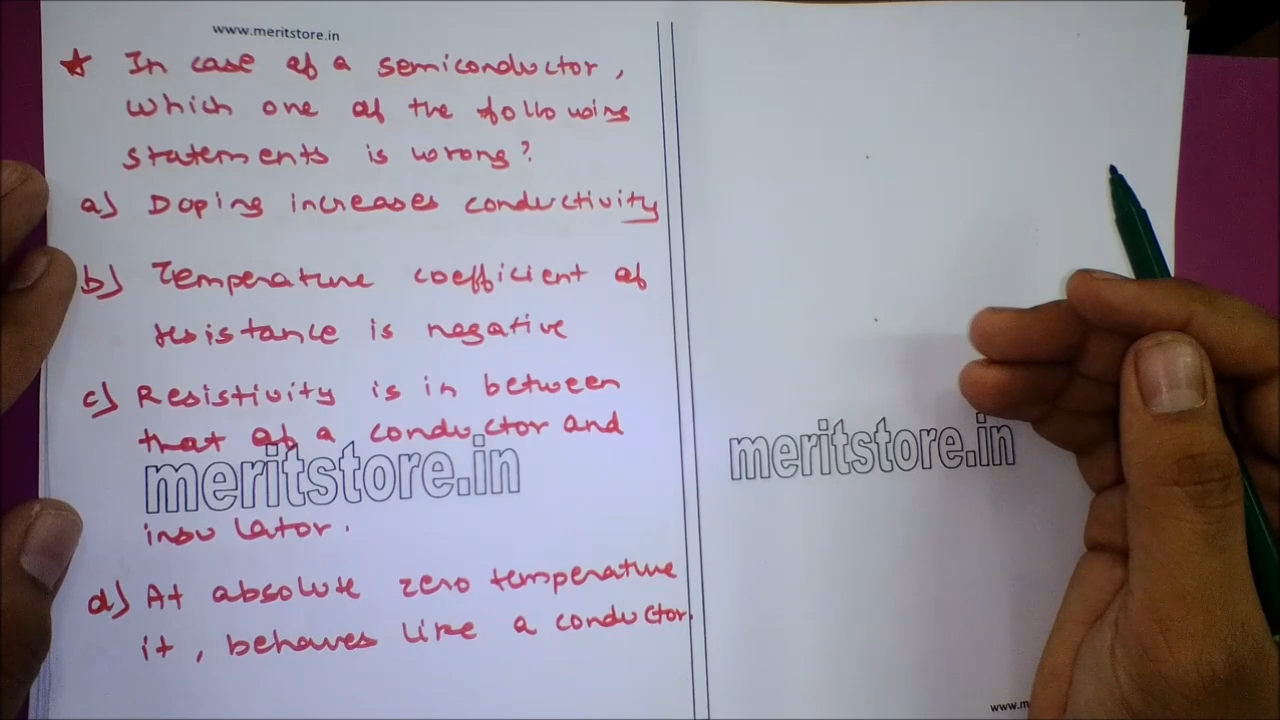 www.meritstore.in
In case of a semiconductor,
which one of the following
statements is wrong?
a) Doping increases conductivity
b) Temperature coefficient of
resistance is negative
c) Resistivity is in between
that of a conductor and
meritstore.in
insulator.
d) At absolute zero temperature
it, behaves like a conductor.
meritstore.in
www.m